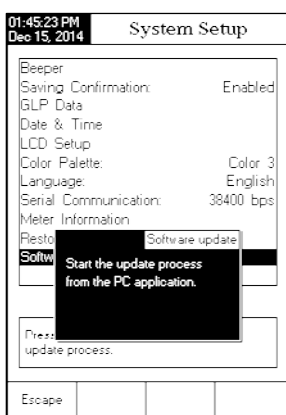 01:45:23 PM
Dec 15, 2014
System Setup
Beeper
Saving Confirmation: Enabled
GLP Data
Date & Time
LCD Setup
Color Palette: Color 3
Language: English
Serial Communication: 38400 bps
Meter Information
Resto
Softw
Software update
Start the update process
from the PC application.
Press
update process.
Escape